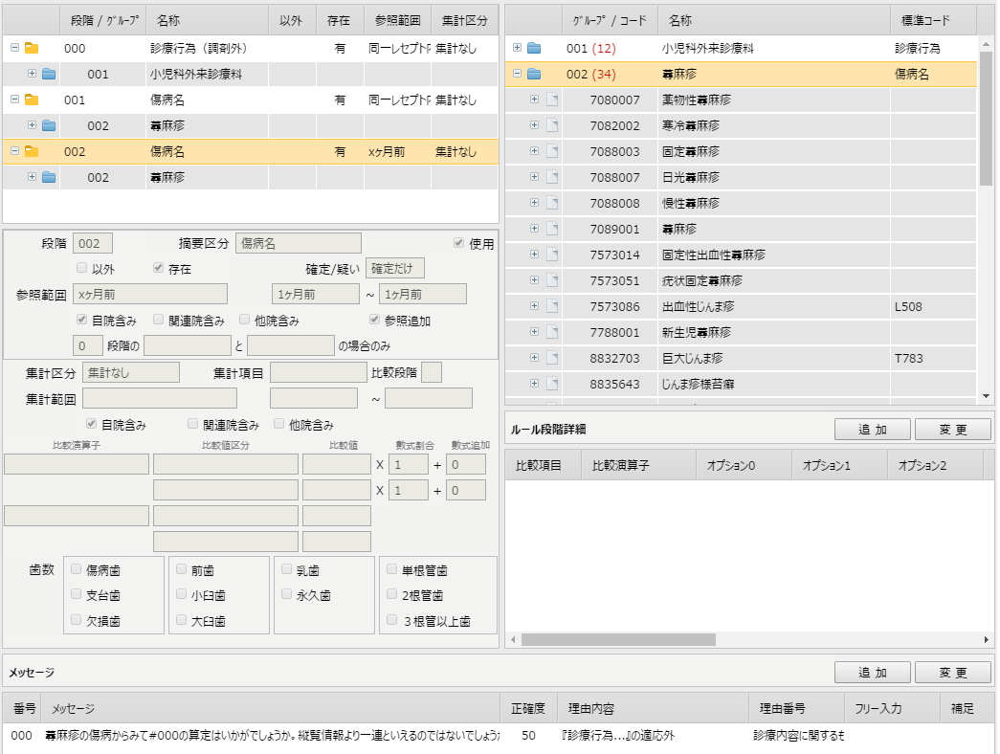 段階 / ｸﾞﾙｰﾌﾟ 名称 以外 存在 参照範囲 集計区分
000 診療行為（調剤外） 有 同一レセプト 集計なし
001 小児科外来診療料
001 傷病名 有 同一レセプト 集計なし
002 蕁麻疹
002 傷病名 有 xヶ月前 集計なし
002 蕁麻疹
段階 002 摘要区分 傷病名 使用
以外 存在 確定/疑い 確定だけ
参照範囲 xヶ月前 1ヶ月前 ~ 1ヶ月前
自院含み 関連院含み 他院含み 参照追加
0 段階の と の場合のみ
集計区分 集計なし 集計項目 比較段階
集計範囲 ~
自院含み 関連院含み 他院含み
比較演算子 比較値区分 比較値 数式割合 数式追加
X 1 + 0
X 1 + 0
歯数 傷病歯 前歯 乳歯 単根管歯
支台歯 小臼歯 永久歯 2根管歯
欠損歯 大臼歯 ３根管以上歯
ｸﾞﾙｰﾌﾟ / コード 名称 標準コード
001 (12) 小児科外来診療料 診療行為
002 (34) 蕁麻疹 傷病名
7080007 薬物性蕁麻疹
7082002 寒冷蕁麻疹
7088003 固定蕁麻疹
7088007 日光蕁麻疹
7088008 慢性蕁麻疹
7089001 蕁麻疹
7573014 固定性出血性蕁麻疹
7573051 疣状固定蕁麻疹
7573086 出血性じんま疹 L508
7788001 新生児蕁麻疹
8832703 巨大じんま疹 T783
8835643 じんま疹様苔癬
ルール段階詳細 追 加 変 更
比較項目 比較演算子 オプション0 オプション1 オプション2
メッセージ 追 加 変 更
番号 メッセージ 正確度 理由内容 理由番号 フリー入力 補足
000 蕁麻疹の傷病からみて#000の算定はいかがでしょうか。縦覧情報より一連といえるのではないでしょうか 50 『診療行為...』の適応外 診療内容に関するも